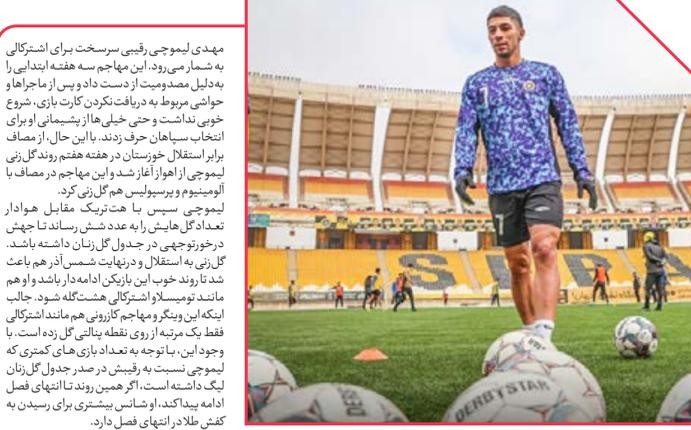 مهدی لیموچی رقیبی سرسخت برای اشترکالی
به شمار می‌رود. این مهاجم سه هفته ابتدایی را
به‌دلیل مصدومیت از دست داد و پس از ماجراها و
حواشی مربوط به دریافت‌نکردن کارت بازی، شروع
خوبی نداشت و حتی خیلی‌ها از پشیمانی او برای
انتخاب سپاهان حرف زدند. با این حال، از مصاف
برابر استقلال خوزستان در هفته هفتم روند گل‌زنی
لیموچی از اهواز آغاز شد و این مهاجم در مصاف با
آلومینیوم و پرسپولیس هم گل‌زنی کرد.
لیموچی سپس با هت‌تریک مقابل هوادار
تعداد گل‌هایش را به عدد شش رساند تا جهش
درخورتوجهی در جدول گل‌زنان داشته باشد.
گل‌زنی به استقلال و درنهایت شمس‌آذر هم باعث
شد تا روند خوب این بازیکن ادامه‌دار باشد و او هم
مانند تومیسلاو اشترکالی هشت‌گله شود. جالب
اینکه این وینگر و مهاجم کازرونی هم مانند اشترکالی
فقط یک مرتبه از روی نقطه پنالتی گل زده است. با
وجود این، با توجه به تعداد بازی‌های کمتری که
لیموچی نسبت به رقیبش در صدر جدول گل‌زنان
لیگ داشته است، اگر همین روند تا انتهای فصل
ادامه پیدا کند، او شانس بیشتری برای رسیدن به
کفش طلا در انتهای فصل دارد.
7
7
DERBYSTAR